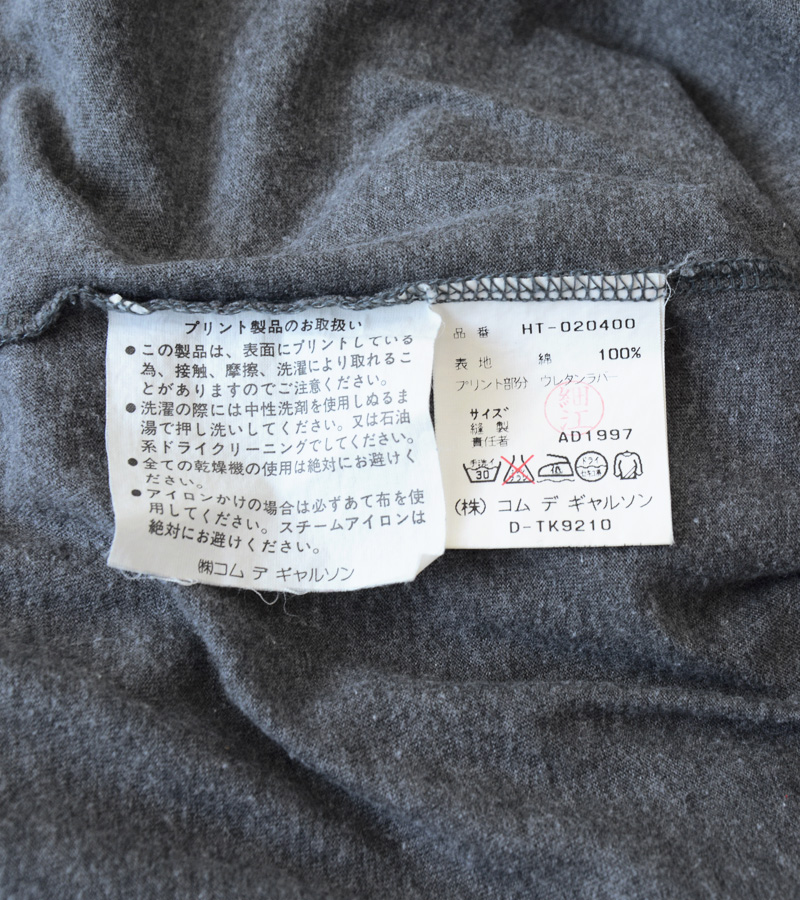 プリント製品のお取扱い
●この製品は、表面にプリントしている
為、接触、摩擦、洗濯により取れるこ
とがありますのでご注意ください。
●洗濯の際には中性洗剤を使用しぬるま
湯で押し洗いしてください。又は石油
系ドライクリーニングでしてください。
●全ての乾燥機の使用は絶対にお避けく
ださい。
●アイロンかけの場合は必ずあて布を使
用してください。スチームアイロンは
絶対にお避けください。
㈱コム デ ギャルソン
品番 HT-020400
表地 綿 100%
プリント部分 ウレタンラバー
サイズ
縫製
責任者 AD1997
手洗イ 30 ドライ
(株) コム デ ギャルソン
D-TK9210